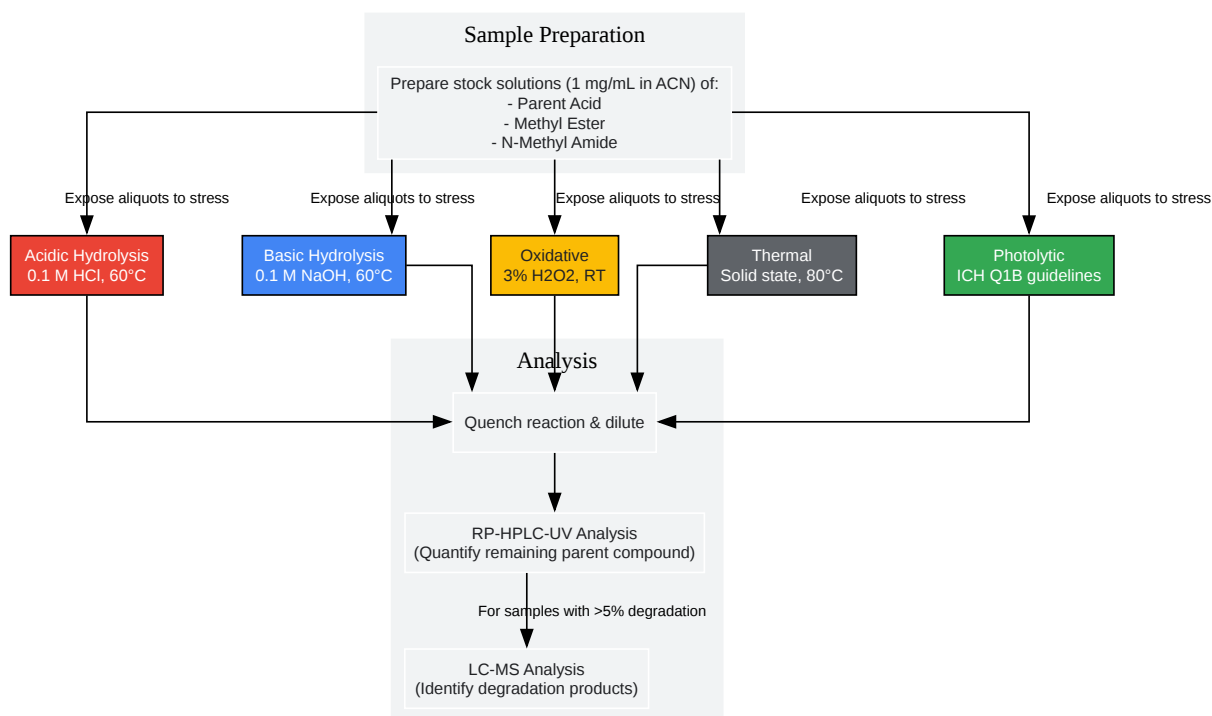 Sample Preparation
Prepare stock solutions (1 mg/mL in ACN) of:
- Parent Acid
- Methyl Ester
- N-Methyl Amide
Expose aliquots to stress
Expose aliquots to stress
Expose aliquots to stress
Expose aliquots to stress
Expose aliquots to stress
Acidic Hydrolysis
0.1 M HCl, 60°C
Basic Hydrolysis
0.1 M NaOH, 60°C
Oxidative
3% H2O2, RT
Thermal
Solid state, 80°C
Photolytic
ICH Q1B guidelines
Analysis
Quench reaction & dilute
RP-HPLC-UV Analysis
(Quantify remaining parent compound)
For samples with >5% degradation
LC-MS Analysis
(Identify degradation products)